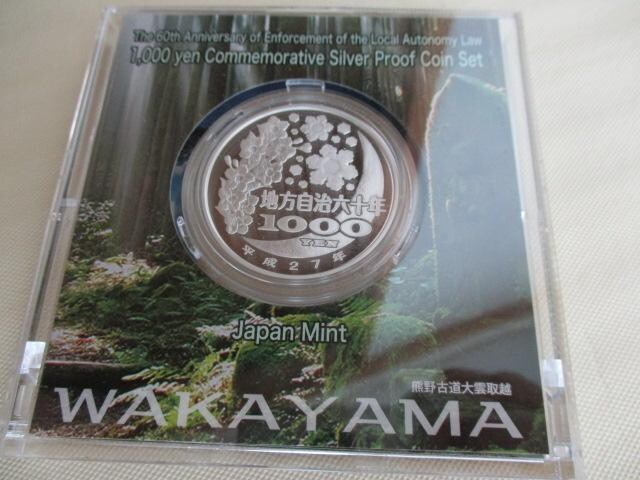 The 60th Anniversary of Enforcement of the Local Autonomy Law
1,000 yen Commemorative Silver Proof Coin Set
地方自治六十年
1000
YEN
平成27年
Japan Mint
熊野古道大雲取越
WAKAYAMA